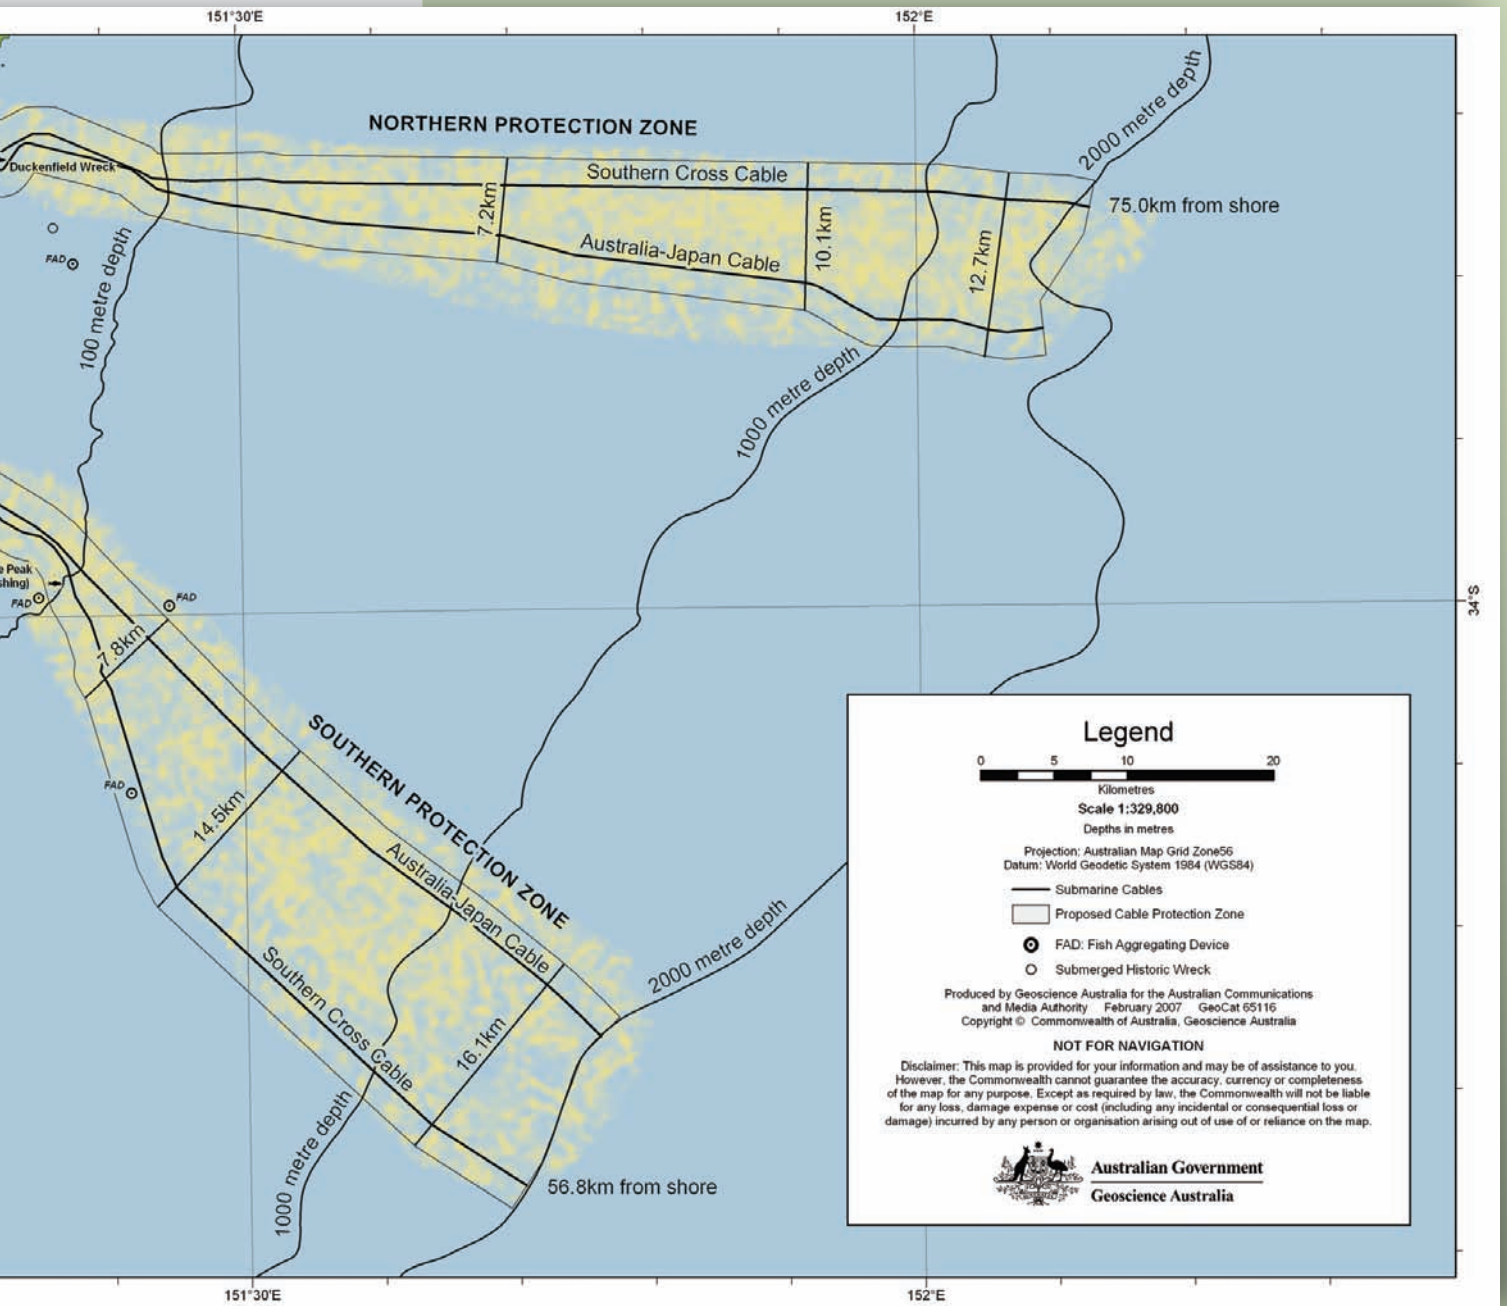 151°30'E
152°E
NORTHERN PROTECTION ZONE
2000 metre depth
Duckenfield Wreck
Southern Cross Cable
75.0km from shore
7.2km
10.1km
12.7km
Australia-Japan Cable
FAD
100 metre depth
1000 metre depth
e Peak
shing)
FAD
FAD
34°S
7.8km
SOUTHERN PROTECTION ZONE
FAD
14.5km
Australia-Japan Cable
2000 metre depth
Southern Cross Cable
16.1km
1000 metre depth
56.8km from shore
Legend
0 5 10 20
Kilometres
Scale 1:329,800
Depths in metres
Projection: Australian Map Grid Zone56
Datum: World Geodetic System 1984 (WGS84)
Submarine Cables
Proposed Cable Protection Zone
FAD: Fish Aggregating Device
Submerged Historic Wreck
Produced by Geoscience Australia for the Australian Communications
and Media Authority February 2007 GeoCat 65116
Copyright © Commonwealth of Australia, Geoscience Australia
NOT FOR NAVIGATION
Disclaimer: This map is provided for your information and may be of assistance to you.
However, the Commonwealth cannot guarantee the accuracy, currency or completeness
of the map for any purpose. Except as required by law, the Commonwealth will not be liable
for any loss, damage expense or cost (including any incidental or consequential loss or
damage) incurred by any person or organisation arising out of use of or reliance on the map.
Australian Government
Geoscience Australia
151°30'E
152°E